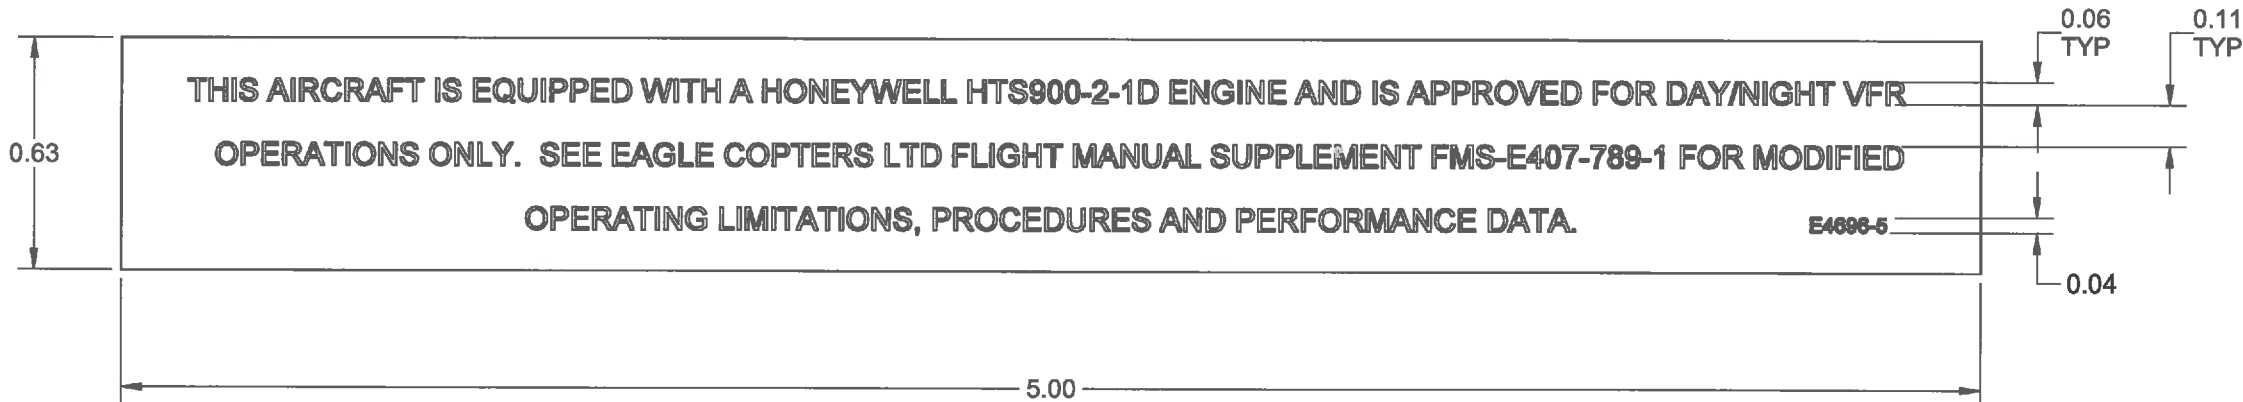 0.06 TYP
0.11 TYP
THIS AIRCRAFT IS EQUIPPED WITH A HONEYWELL HTS900-2-1D ENGINE AND IS APPROVED FOR DAY/NIGHT VFR
0.63
OPERATIONS ONLY.  SEE EAGLE COPTERS LTD FLIGHT MANUAL SUPPLEMENT FMS-E407-789-1 FOR MODIFIED
OPERATING LIMITATIONS, PROCEDURES AND PERFORMANCE DATA.
E4696-5
0.04
5.00